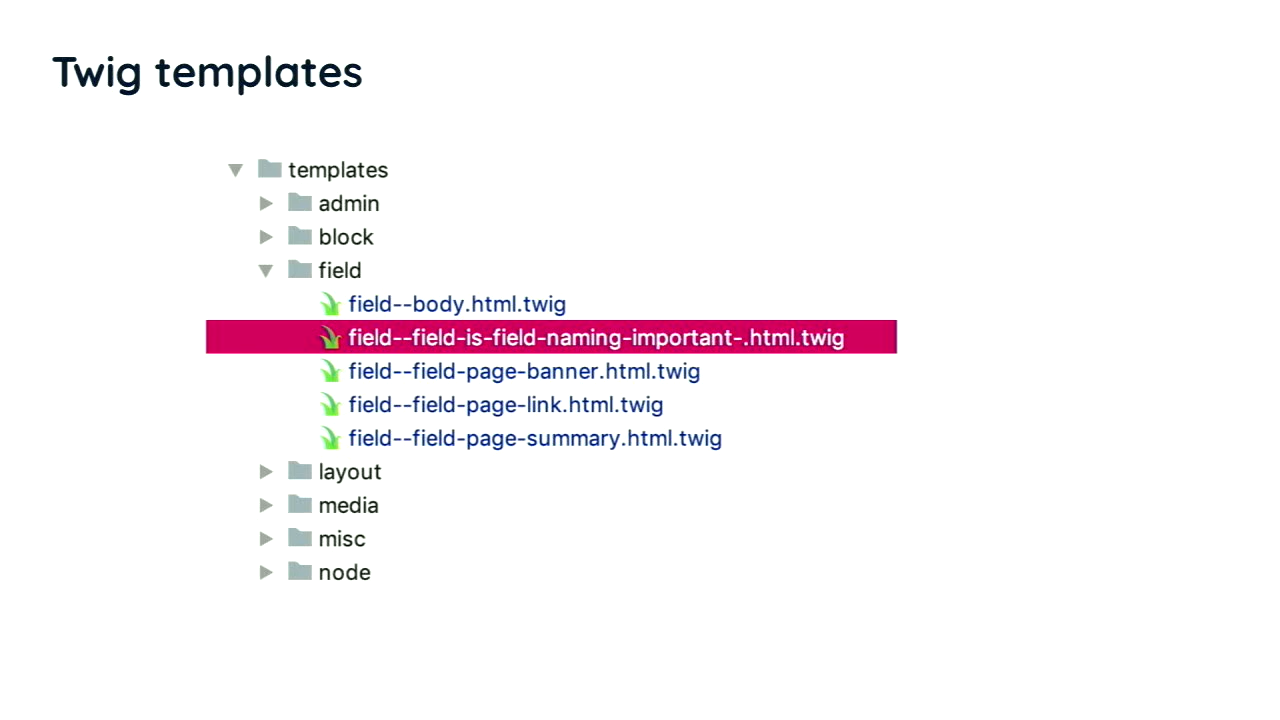 Twig templates
templates
admin
block
field
field--body.html.twig
field--field-is-field-naming-important-.html.twig
field--field-page-banner.html.twig
field--field-page-link.html.twig
field--field-page-summary.html.twig
layout
media
misc
node